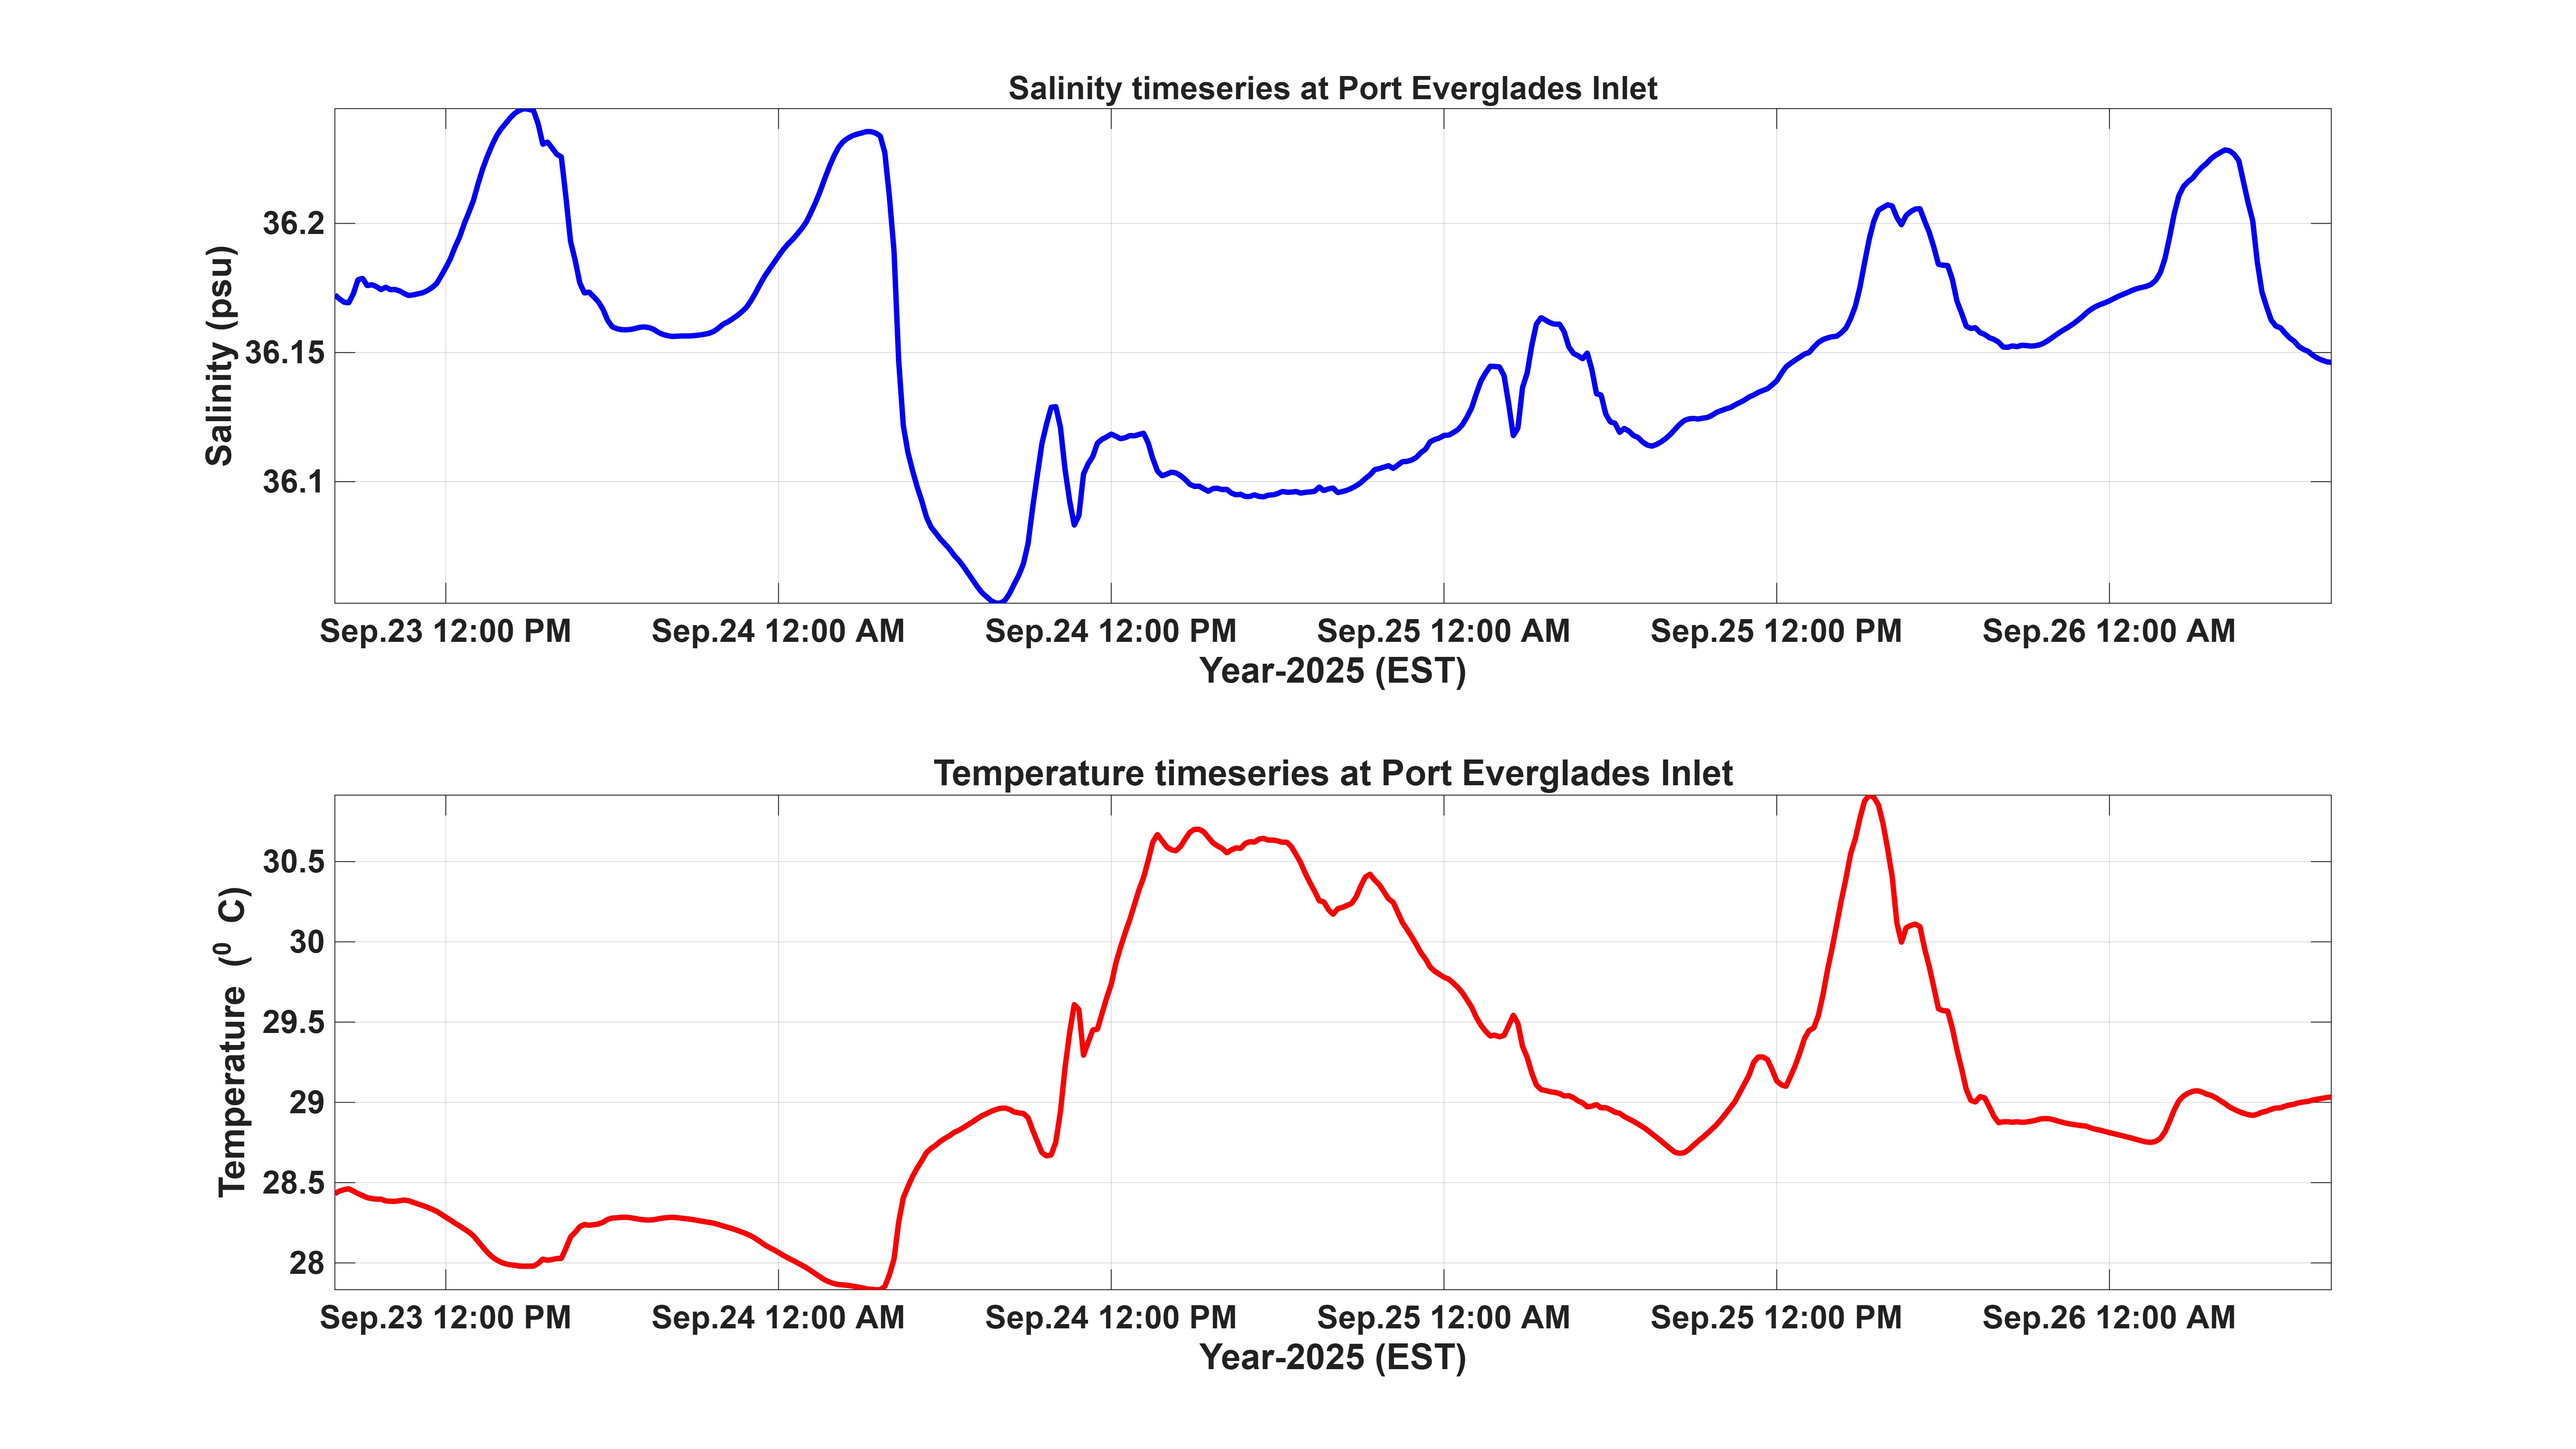 Salinity timeseries at Port Everglades Inlet
Salinity (psu)
36.2
36.15
36.1
Sep.23 12:00 PM Sep.24 12:00 AM Sep.24 12:00 PM Sep.25 12:00 AM Sep.25 12:00 PM Sep.26 12:00 AM
Year-2025 (EST)
Temperature timeseries at Port Everglades Inlet
Temperature (⁰ C)
30.5
30
29.5
29
28.5
28
Sep.23 12:00 PM Sep.24 12:00 AM Sep.24 12:00 PM Sep.25 12:00 AM Sep.25 12:00 PM Sep.26 12:00 AM
Year-2025 (EST)